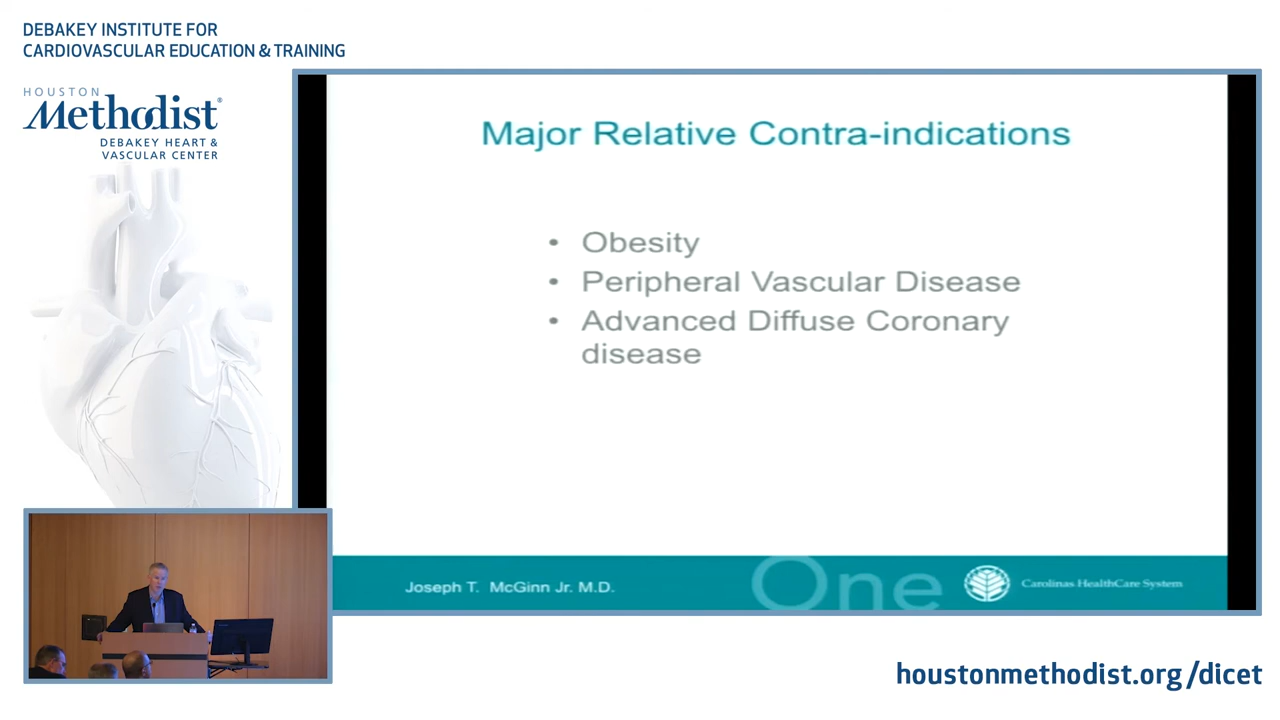 DEBAKEY INSTITUTE FOR
CARDIOVASCULAR EDUCATION & TRAINING
HOUSTON
Methodist®
DEBAKEY HEART &
VASCULAR CENTER
Major Relative Contra-indications
• Obesity
• Peripheral Vascular Disease
• Advanced Diffuse Coronary
disease
Joseph T. McGinn Jr. M.D.
One
Carolinas HealthCare System
houstonmethodist.org/dicet